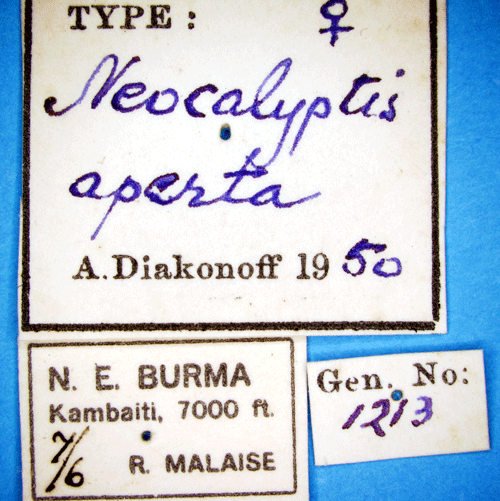 TYPE: ♀
Neocalyptis
aperta
A. Diakonoff 1950
N. E. BURMA
Kambaiti, 7000 ft.
7/6 R. MALAISE
Gen. No:
1213